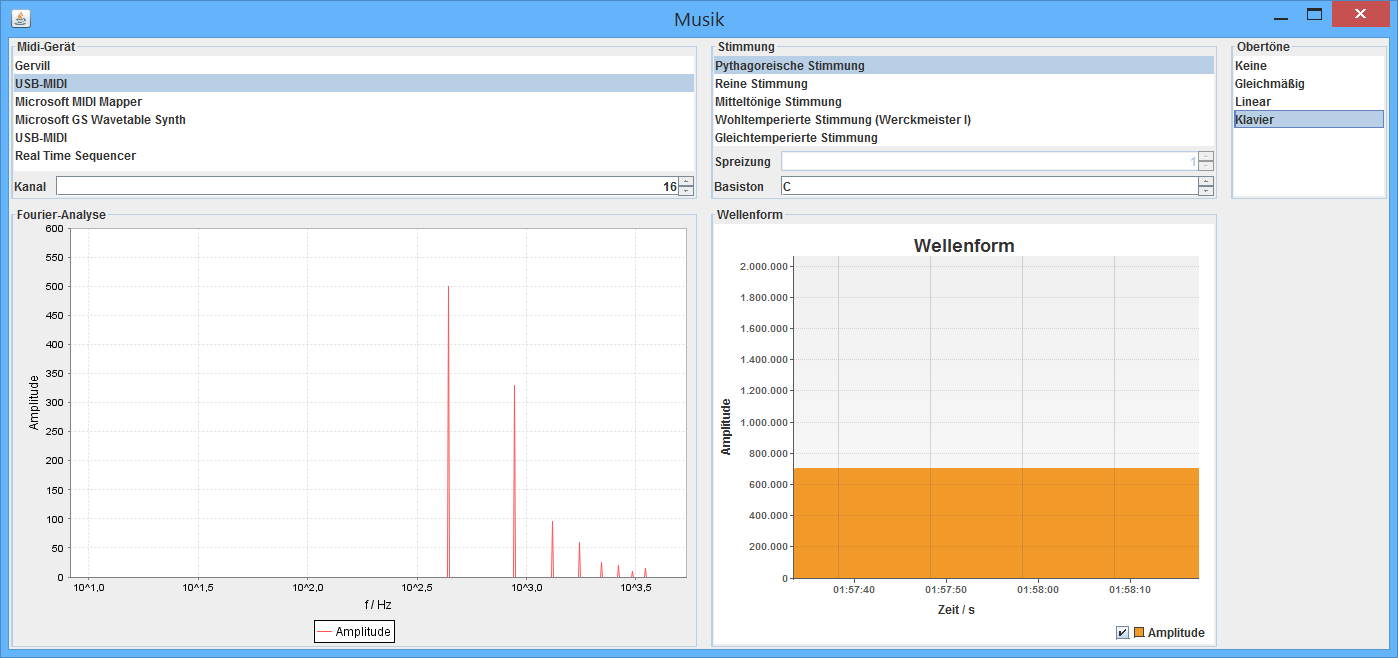 Musik
Midi-Gerät
Gervill
USB-MIDI
Microsoft MIDI Mapper
Microsoft GS Wavetable Synth
USB-MIDI
Real Time Sequencer
Kanal 16
Stimmung
Pythagoreische Stimmung
Reine Stimmung
Mitteltönige Stimmung
Wohltemperierte Stimmung (Werckmeister I)
Gleichtemperierte Stimmung
Spreizung 1
Basiston C
Obertöne
Keine
Gleichmäßig
Linear
Klavier
Fourier-Analyse
600
550
500
450
400
350
300
250
200
150
100
50
0
Amplitude
10^1,0 10^1,5 10^2,0 10^2,5 10^3,0 10^3,5
f / Hz
Amplitude
Wellenform
Wellenform
2.000.000
1.800.000
1.600.000
1.400.000
1.200.000
1.000.000
800.000
600.000
400.000
200.000
0
Amplitude
01:57:40 01:57:50 01:58:00 01:58:10
Zeit / s
Amplitude